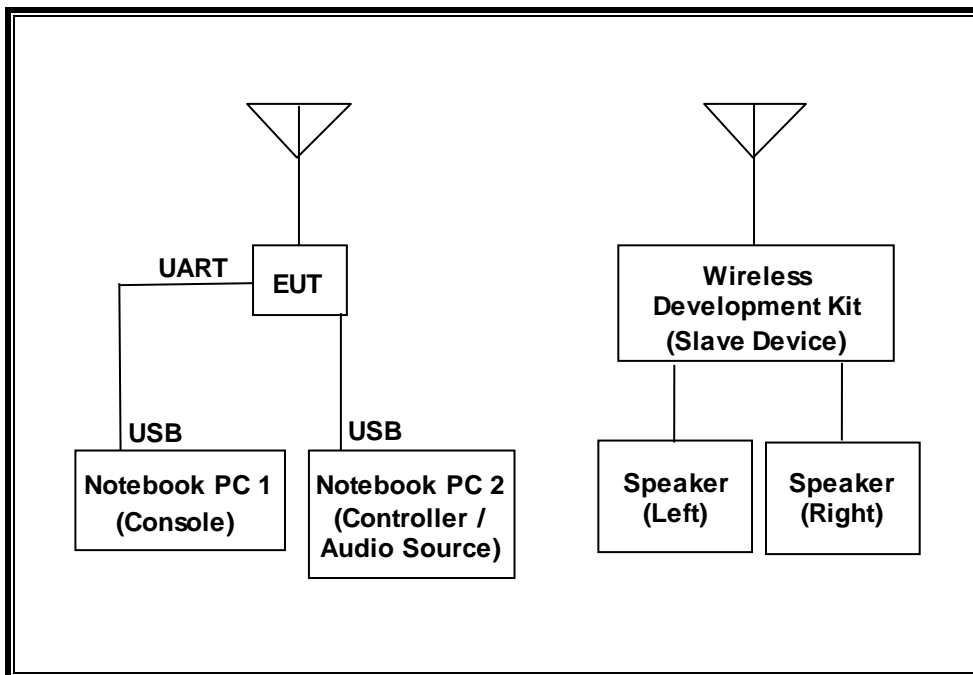 UART
EUT
USB
Notebook PC 1
(Console)
USB
Notebook PC 2
(Controller /
Audio Source)
Wireless
Development Kit
(Slave Device)
Speaker
(Left)
Speaker
(Right)